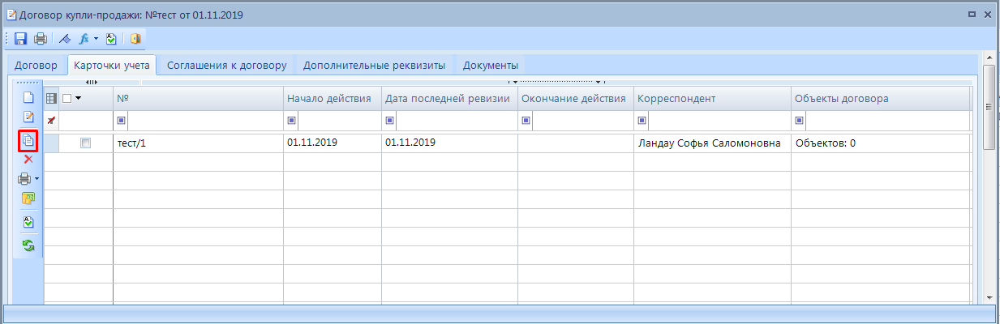 Договор купли-продажи: №тест от 01.11.2019
Договор Карточки учета Соглашения к договору Дополнительные реквизиты Документы
№ Начало действия Дата последней ревизии Окончание действия Корреспондент Объекты договора
тест/1 01.11.2019 01.11.2019 Ландау Софья Саломоновна Объектов: 0